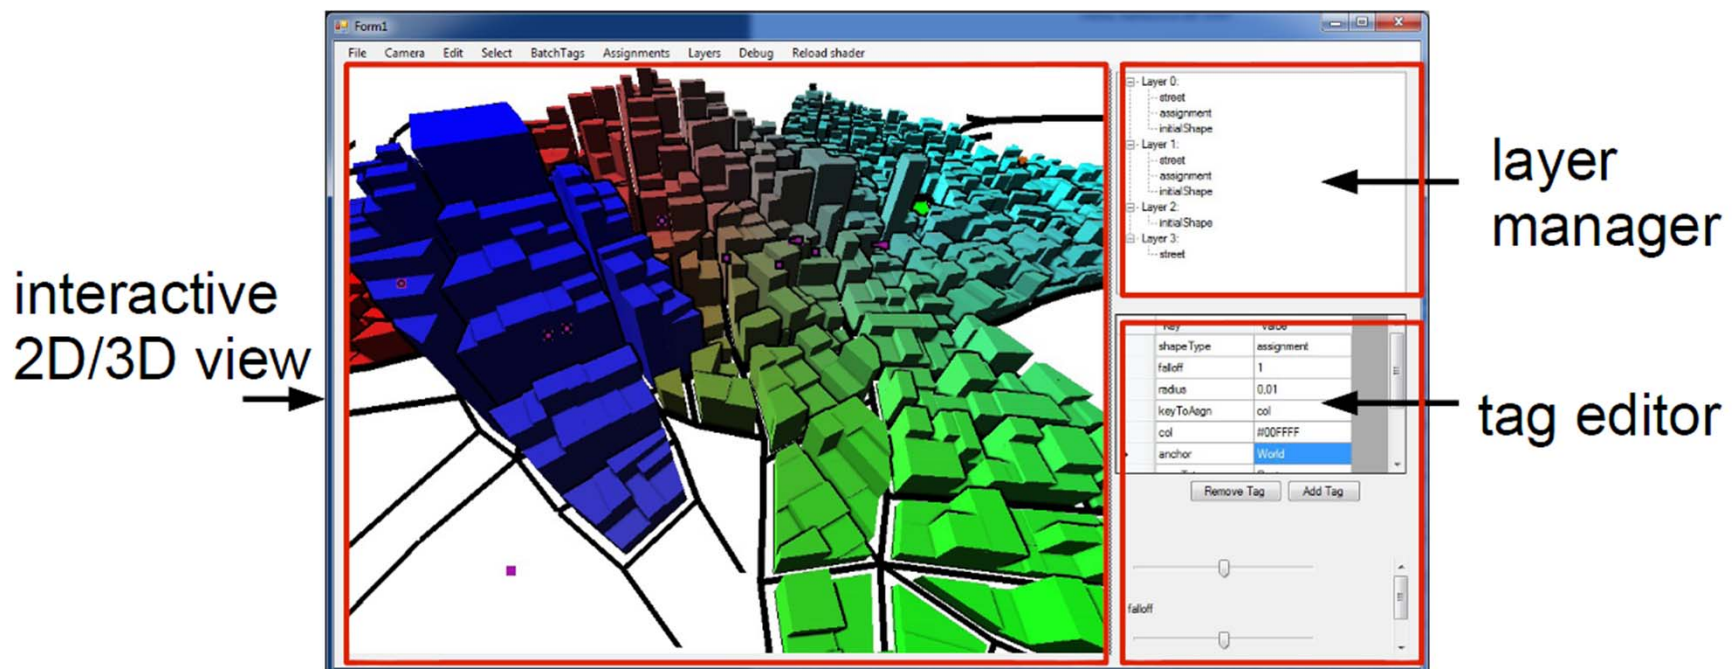 Form1
File Camera Edit Select BatchTags Assignments Layers Debug Reload shader
interactive
2D/3D view
Layer 0:
street
assignment
initialShape
Layer 1:
street
assignment
initialShape
Layer 2:
initialShape
Layer 3:
street
layer
manager
Key Value
shapeType assignment
falloff 1
radius 0,01
keyToAsgn col
col #00FFFF
anchor World
Remove Tag Add Tag
falloff
tag editor